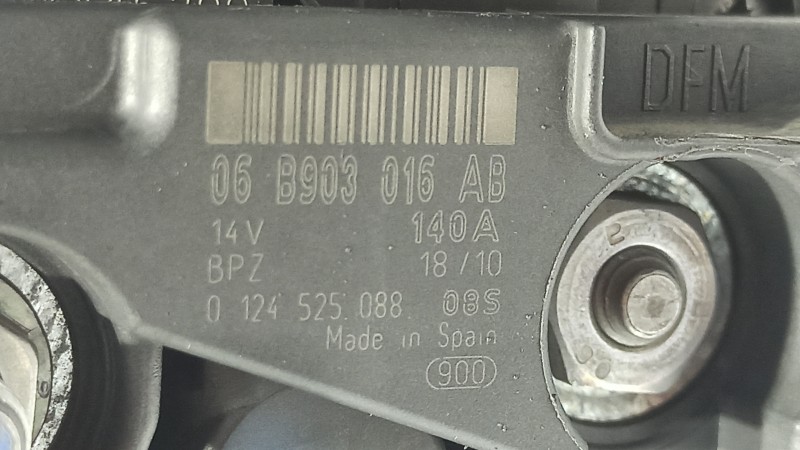 DFM
06 B903 016 AB
14V 140A
BPZ 18/10
0 124 525 088 08S
Made in Spain
900
2